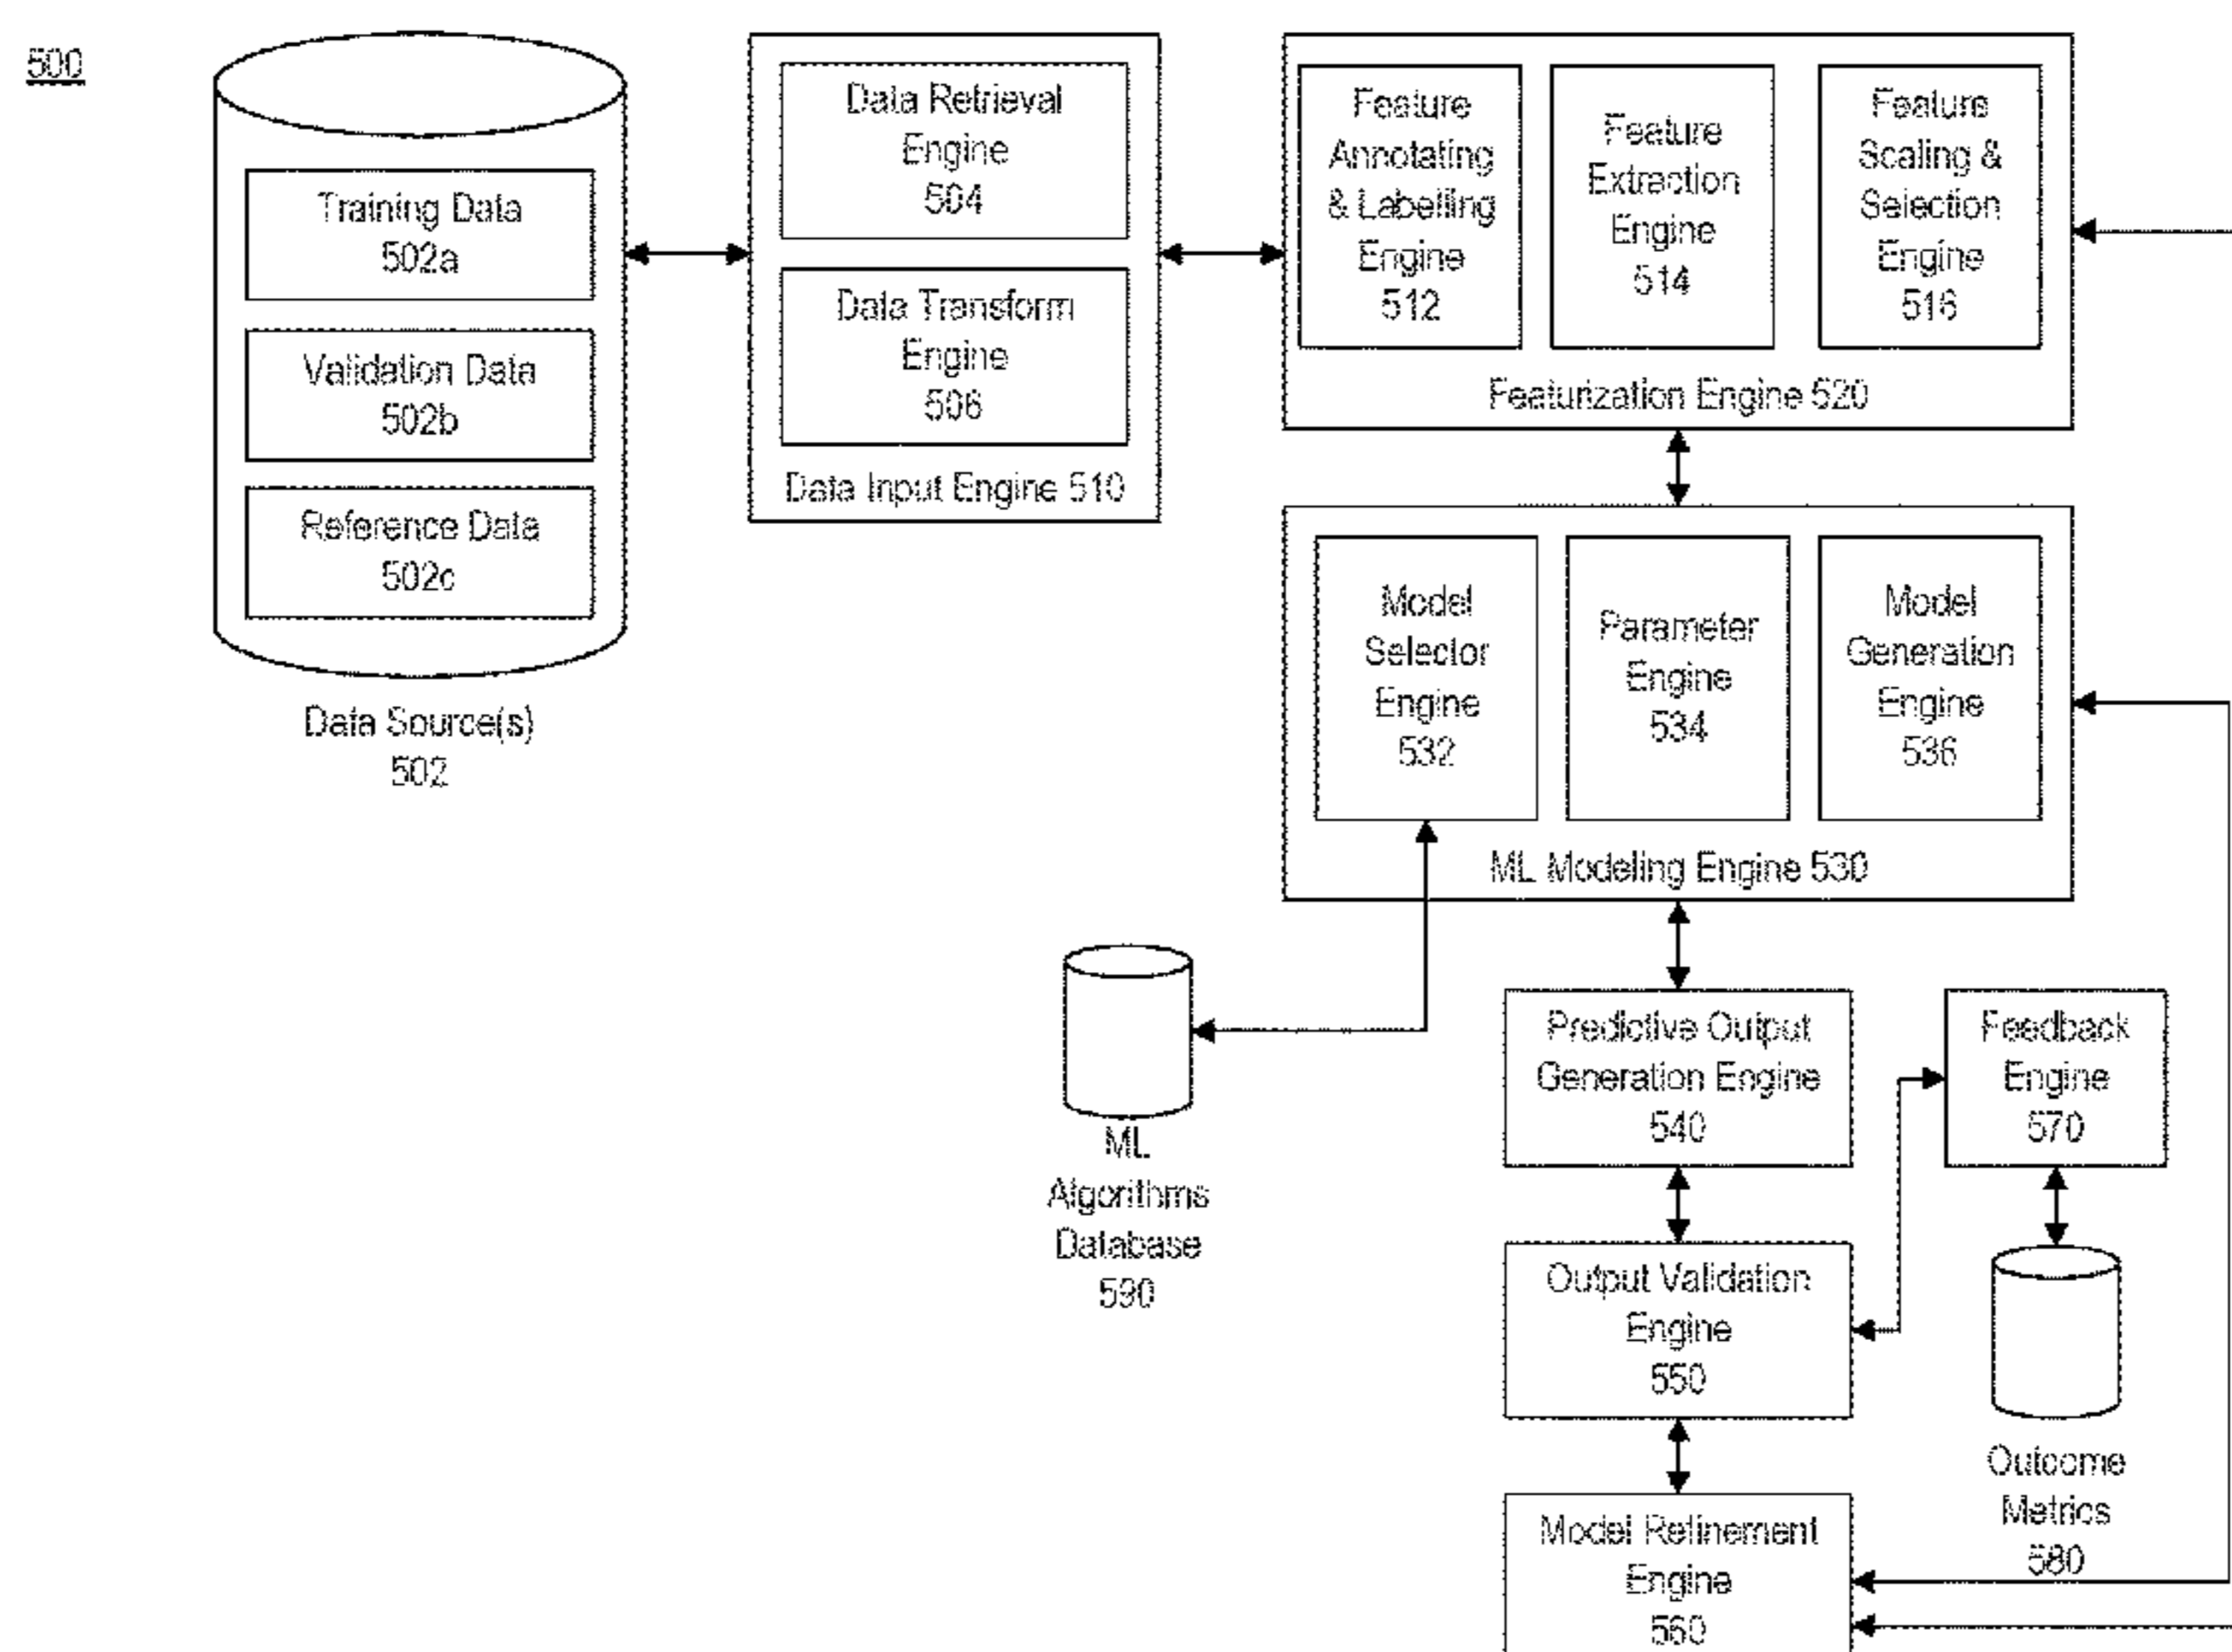 500
Training Data
502a
Validation Data
502b
Reference Data
502c
Data Source(s)
502
Data Retrieval
Engine
504
Data Transform
Engine
506
Data Input Engine 510
Feature
Annotating
& Labelling
Engine
512
Feature
Extraction
Engine
514
Feature
Scaling &
Selection
Engine
516
Featurization Engine 520
Model
Selector
Engine
532
Parameter
Engine
534
Model
Generation
Engine
536
ML Modeling Engine 530
ML
Algorithms
Database
590
Predictive Output
Generation Engine
540
Feedback
Engine
570
Output Validation
Engine
550
Outcome
Metrics
580
Model Refinement
Engine
560